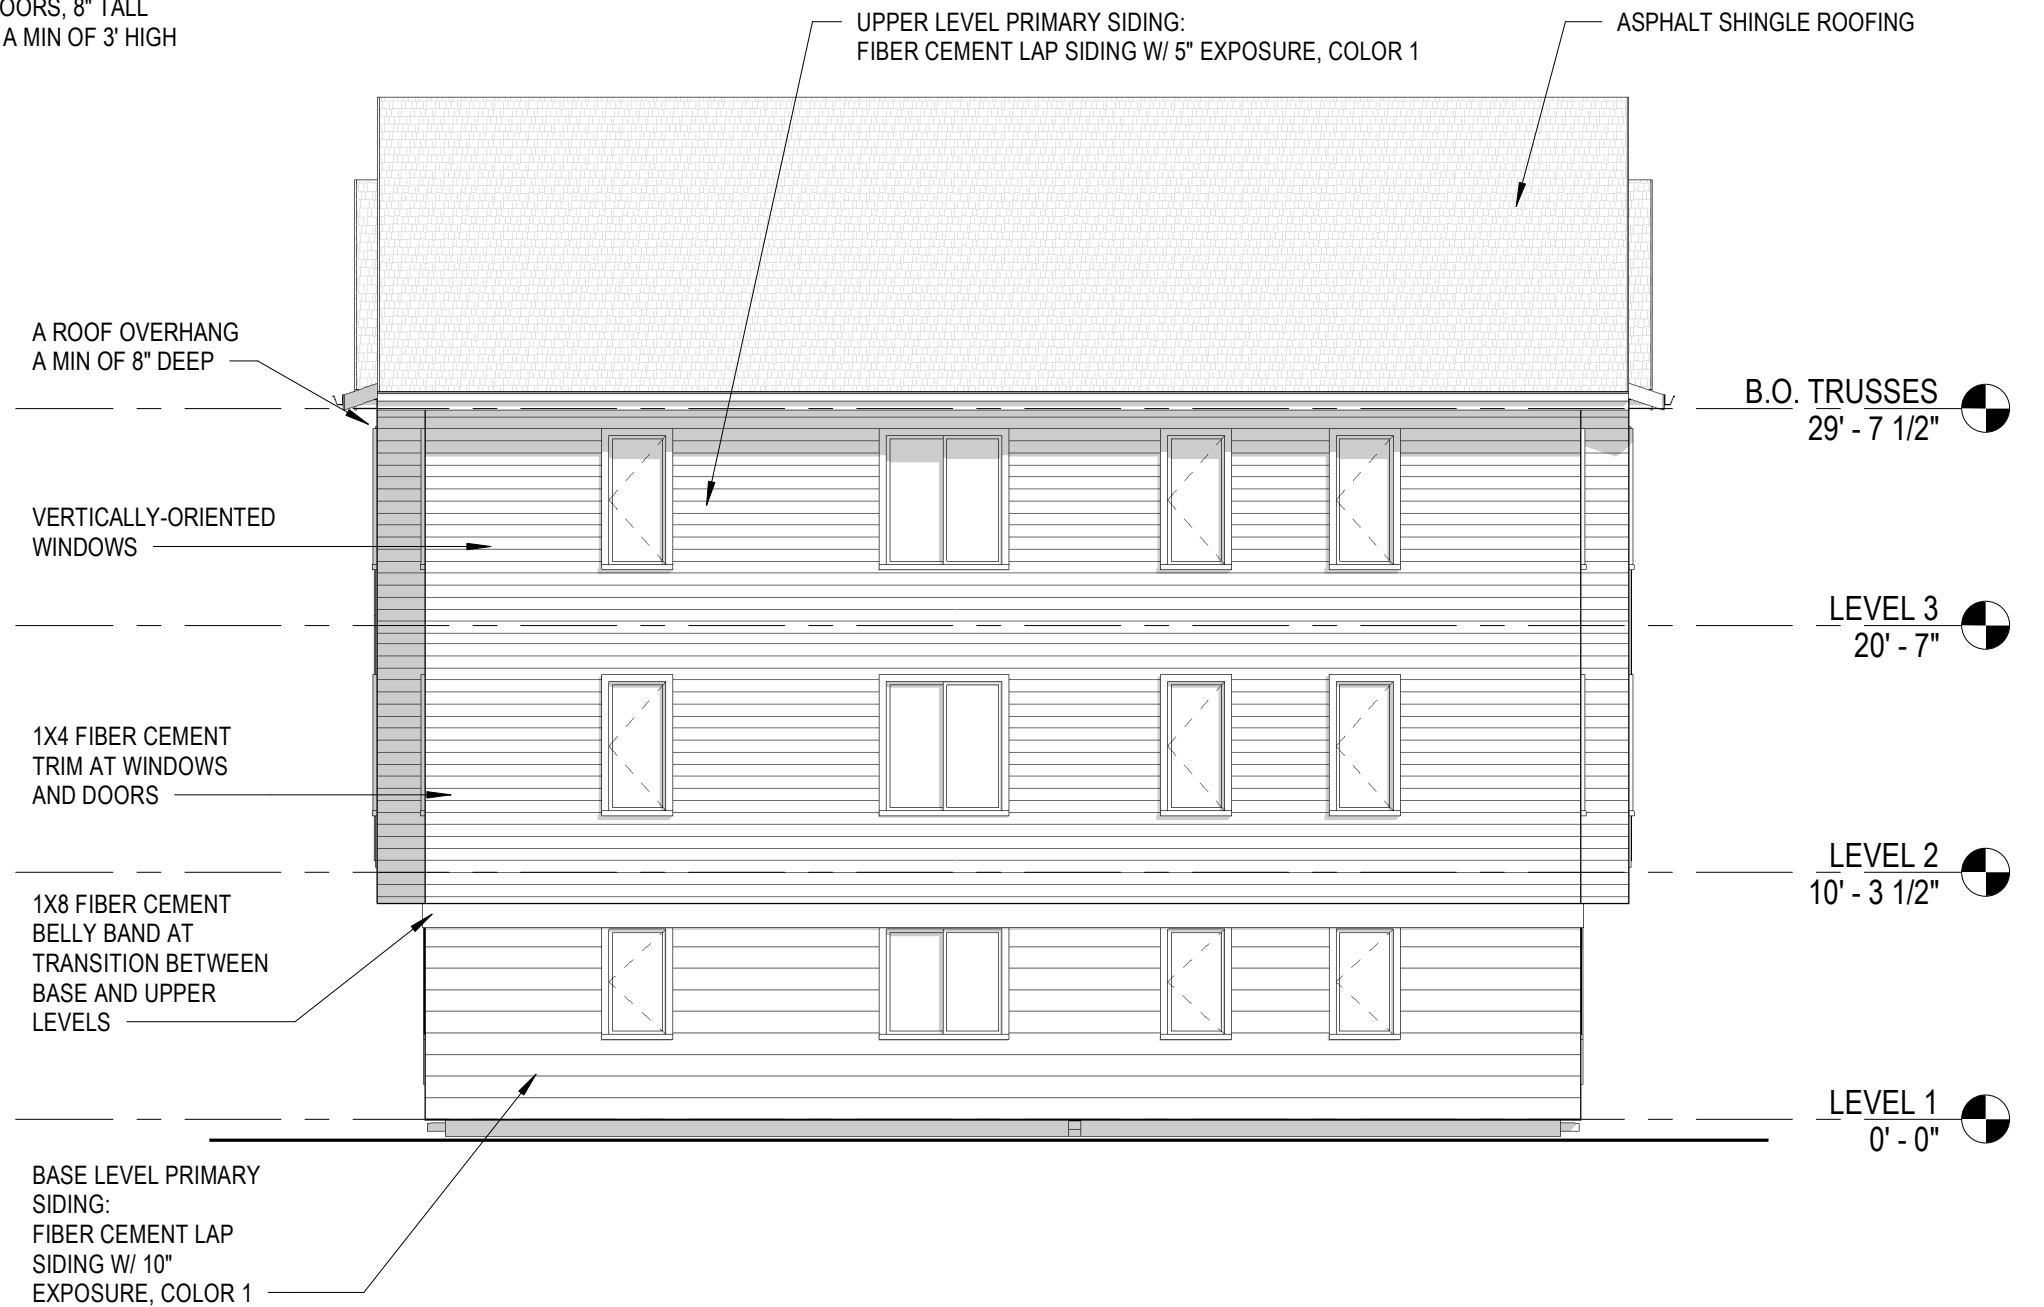 OORS, 8" TALL
A MIN OF 3' HIGH
UPPER LEVEL PRIMARY SIDING:
FIBER CEMENT LAP SIDING W/ 5" EXPOSURE, COLOR 1
ASPHALT SHINGLE ROOFING
A ROOF OVERHANG
A MIN OF 8" DEEP
B.O. TRUSSES
29' - 7 1/2"
VERTICALLY-ORIENTED
WINDOWS
LEVEL 3
20' - 7"
1X4 FIBER CEMENT
TRIM AT WINDOWS
AND DOORS
LEVEL 2
10' - 3 1/2"
1X8 FIBER CEMENT
BELLY BAND AT
TRANSITION BETWEEN
BASE AND UPPER
LEVELS
LEVEL 1
0' - 0"
BASE LEVEL PRIMARY
SIDING:
FIBER CEMENT LAP
SIDING W/ 10"
EXPOSURE, COLOR 1